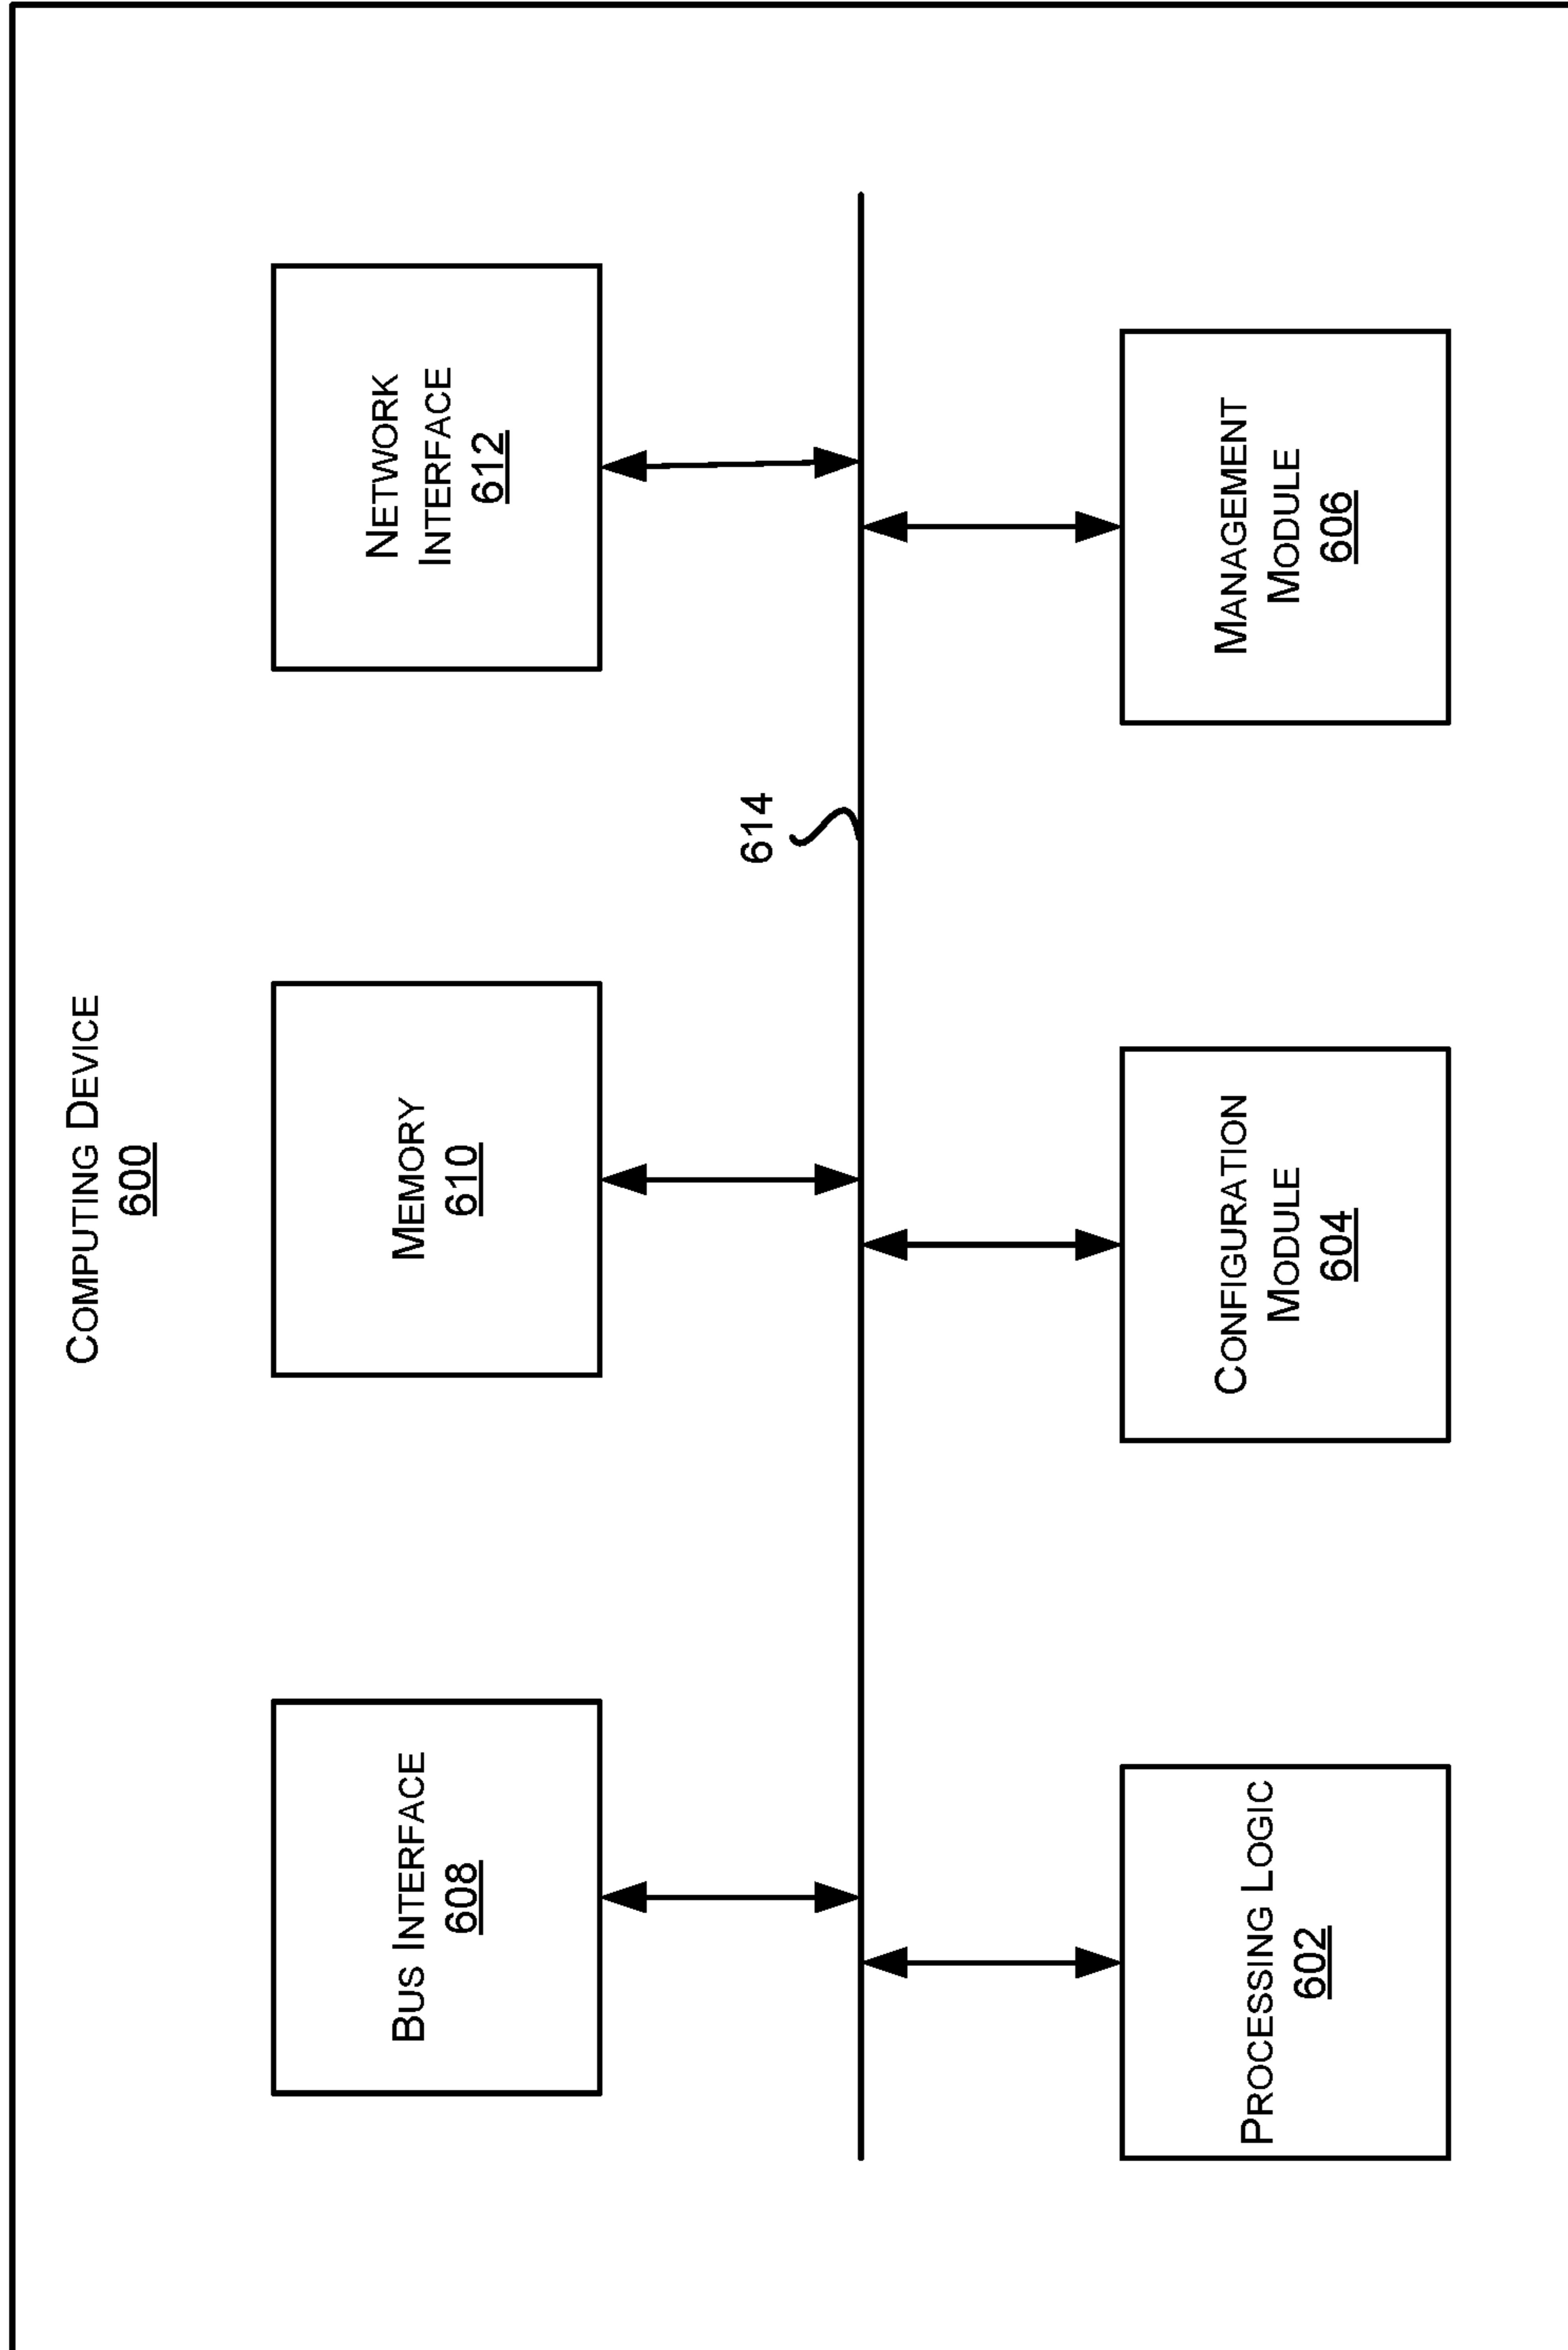 COMPUTING DEVICE
600
BUS INTERFACE
608
MEMORY
610
NETWORK
INTERFACE
612
614
PROCESSING LOGIC
602
CONFIGURATION
MODULE
604
MANAGEMENT
MODULE
606